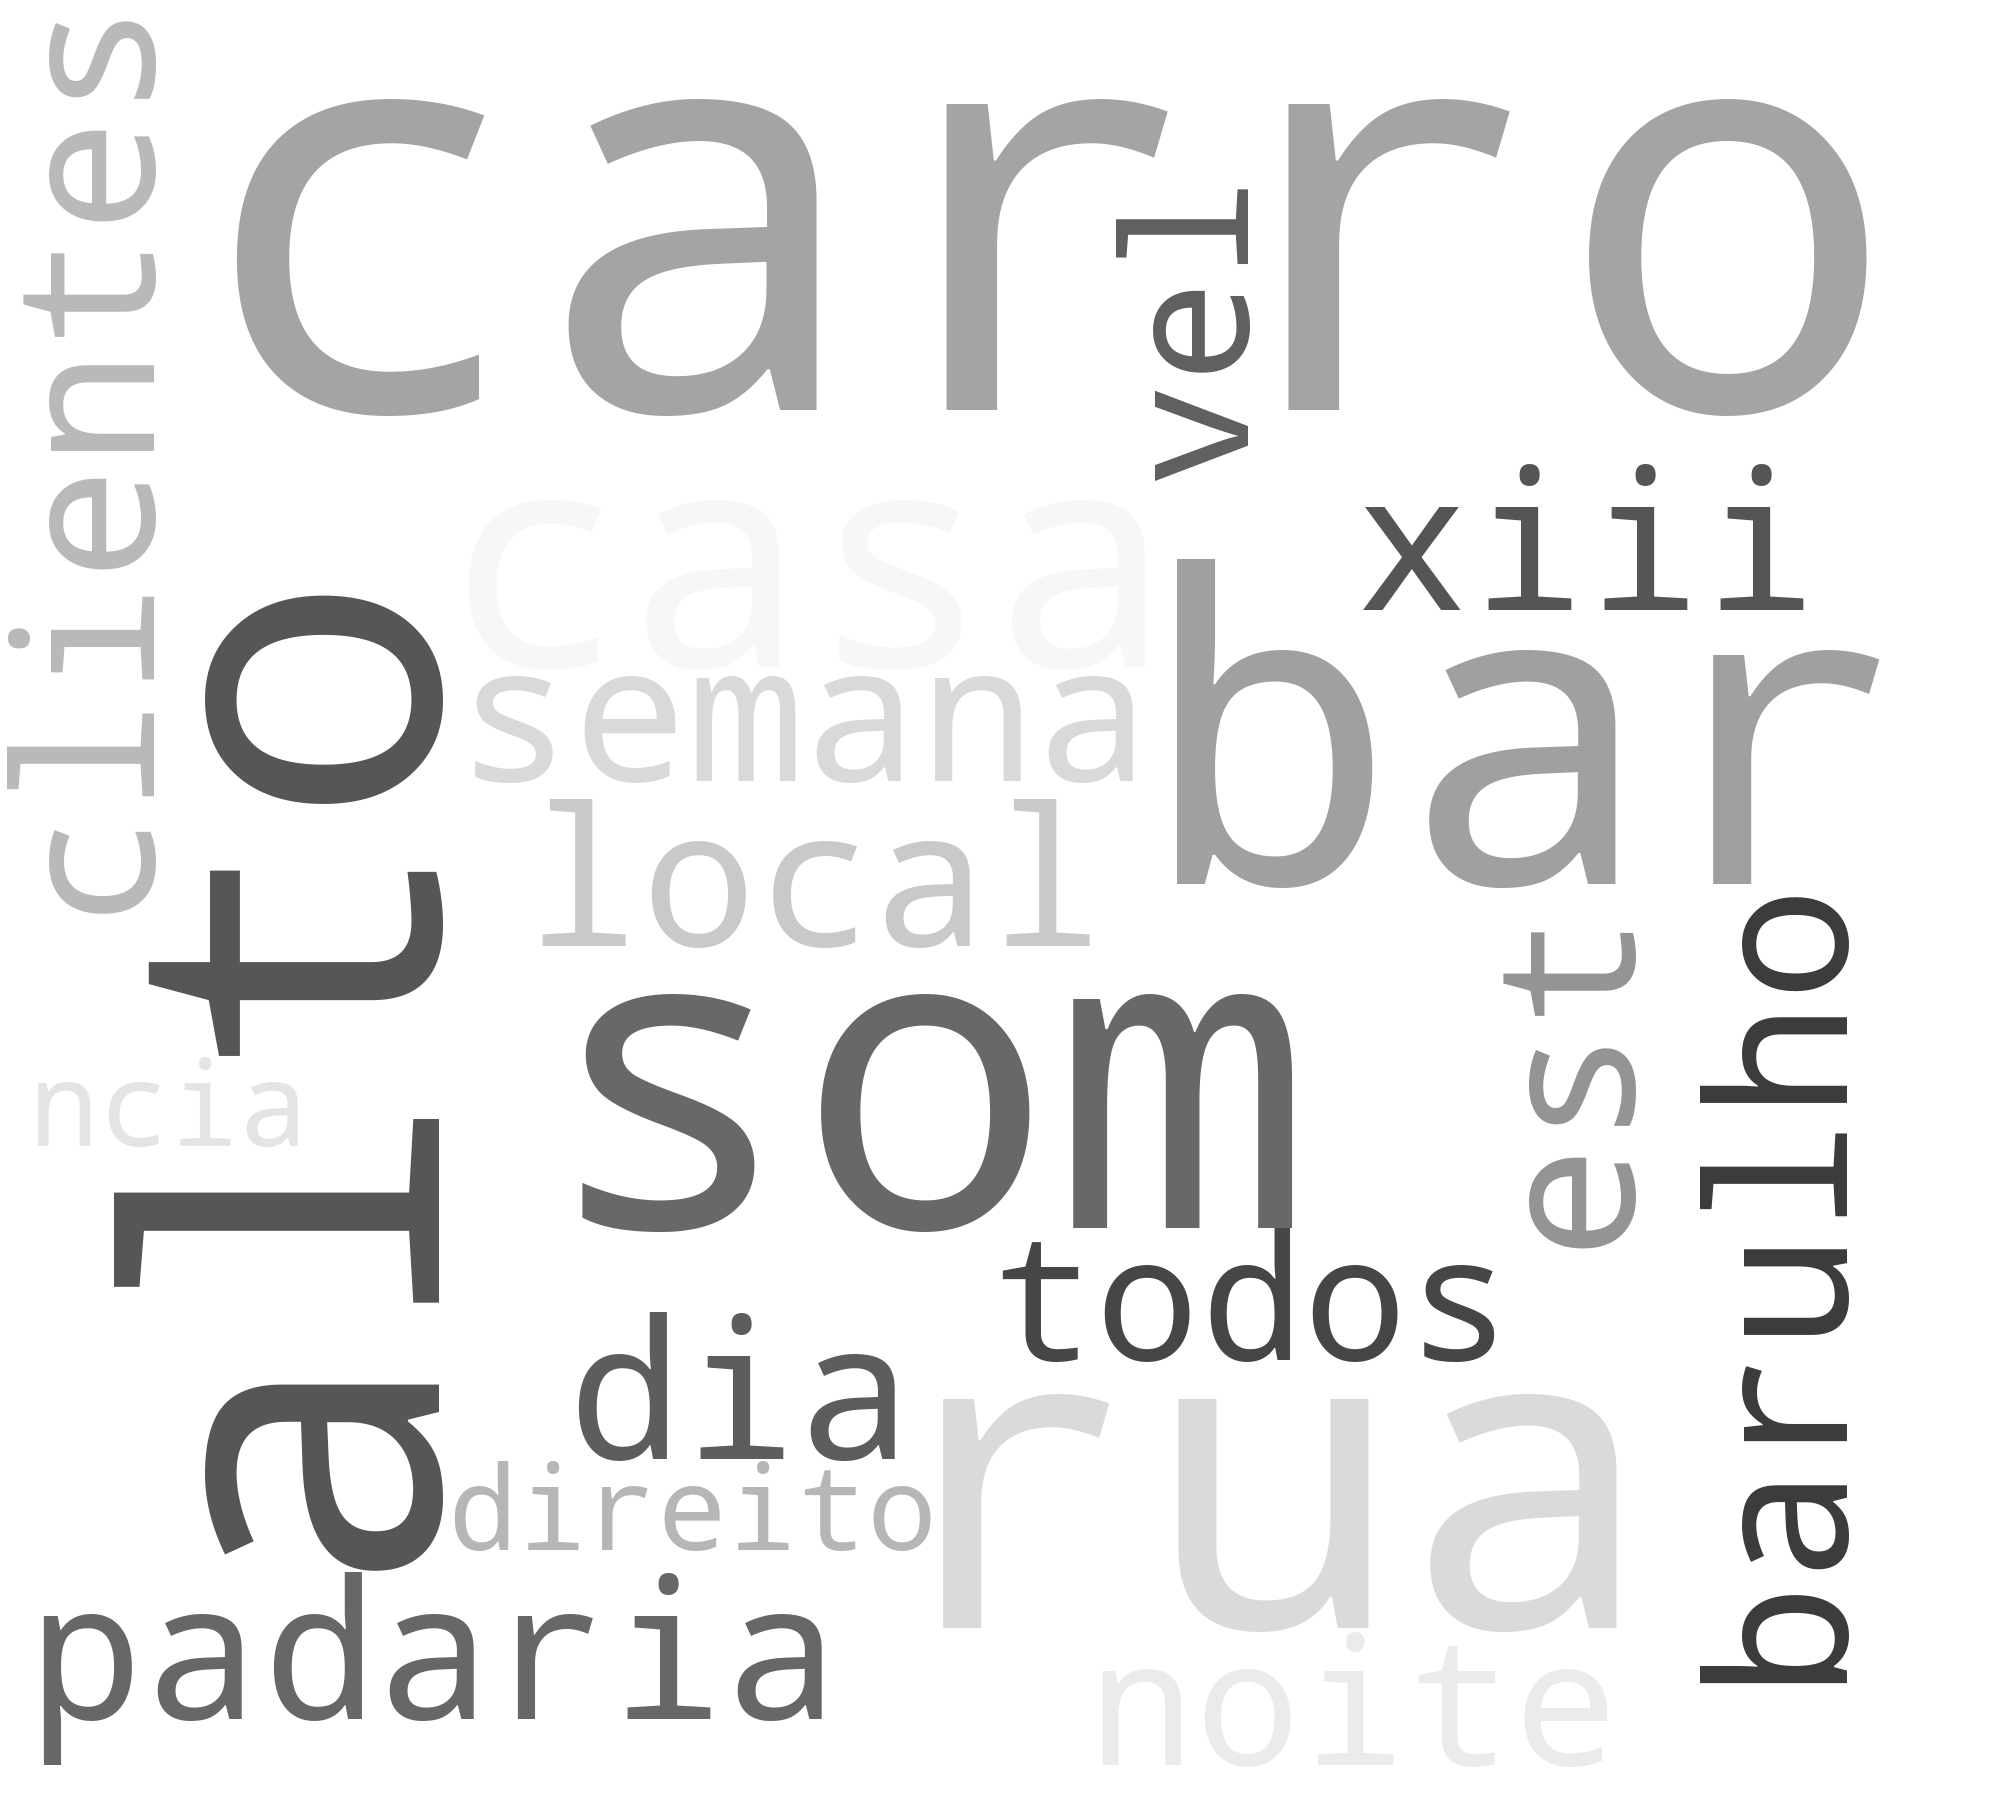 clientes
carro
vel
xiii
casa
bar
semana
local
alto
som
est
barulho
ncia
todos
dia
rua
direito
padaria
noite